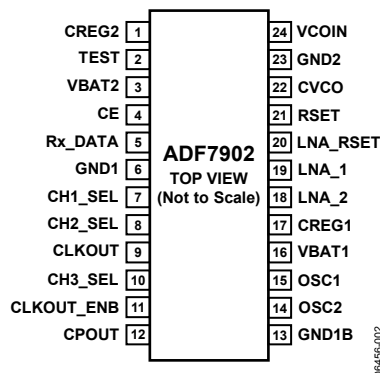 CREG2 1
TEST 2
VBAT2 3
CE 4
Rx_DATA 5
GND1 6
CH1_SEL 7
CH2_SEL 8
CLKOUT 9
CH3_SEL 10
CLKOUT_ENB 11
CPOUT 12
ADF7902
TOP VIEW
(Not to Scale)
24 VCOIN
23 GND2
22 CVCO
21 RSET
20 LNA_RSET
19 LNA_1
18 LNA_2
17 CREG1
16 VBAT1
15 OSC1
14 OSC2
13 GND1B